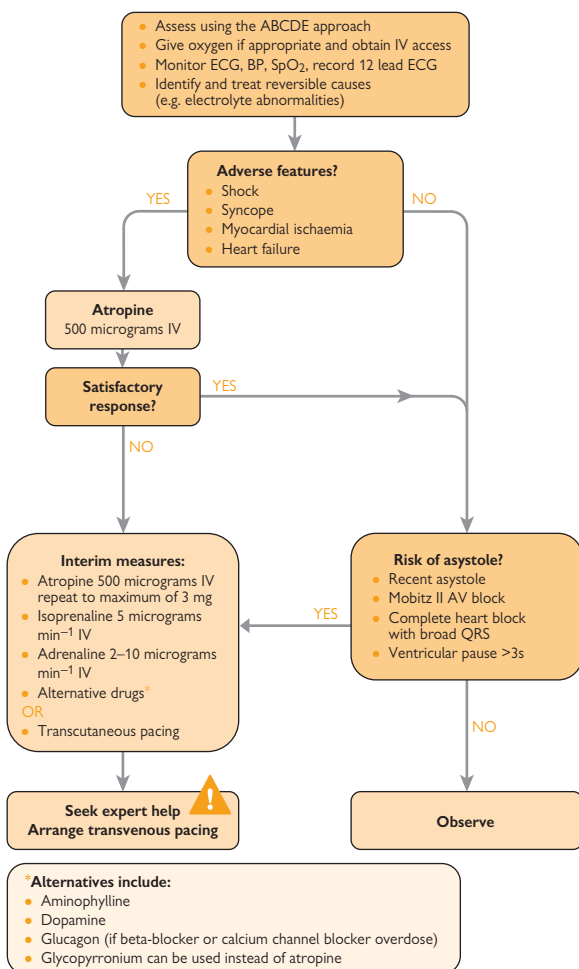 • Assess using the ABCDE approach
• Give oxygen if appropriate and obtain IV access
• Monitor ECG, BP, SpO₂, record 12 lead ECG
• Identify and treat reversible causes
(e.g. electrolyte abnormalities)
Adverse features?
• Shock
• Syncope
• Myocardial ischaemia
• Heart failure
YES
NO
Atropine
500 micrograms IV
Satisfactory
response?
YES
NO
Interim measures:
• Atropine 500 micrograms IV
repeat to maximum of 3 mg
• Isoprenaline 5 micrograms
min⁻¹ IV
• Adrenaline 2–10 micrograms
min⁻¹ IV
• Alternative drugs*
OR
• Transcutaneous pacing
YES
Risk of asystole?
• Recent asystole
• Mobitz II AV block
• Complete heart block
with broad QRS
• Ventricular pause >3s
NO
!
Seek expert help
Arrange transvenous pacing
Observe
*Alternatives include:
• Aminophylline
• Dopamine
• Glucagon (if beta-blocker or calcium channel blocker overdose)
• Glycopyrronium can be used instead of atropine